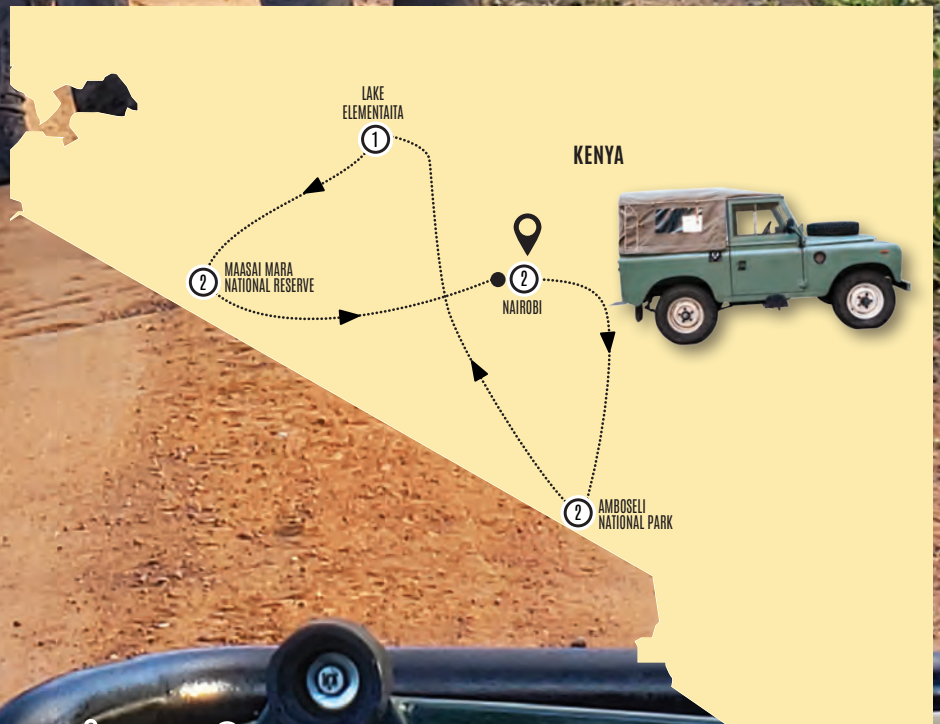 LAKE
ELEMENTAITA
1
KENYA
2
MAASAI MARA
NATIONAL RESERVE
2
NAIROBI
2
AMBOSELI
NATIONAL PARK